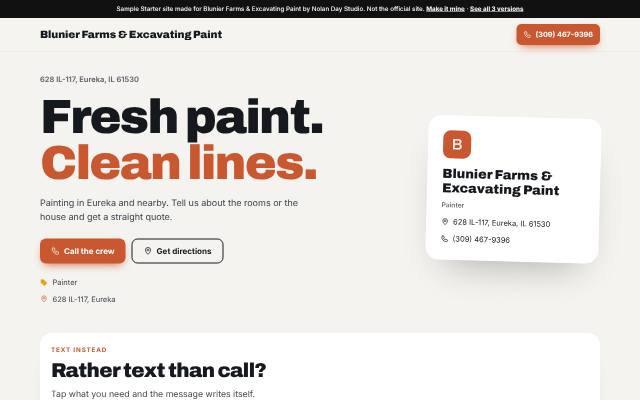 Sample Starter site made for Blunier Farms & Excavating Paint by Nolan Day Studio. Not the official site. Make it mine · See all 3 versions
Blunier Farms & Excavating Paint
(309) 467-9396
628 IL-117, Eureka, IL 61530
Fresh paint.
Clean lines.
Painting in Eureka and nearby. Tell us about the rooms or the
house and get a straight quote.
Call the crew
Get directions
Painter
628 IL-117, Eureka
B
Blunier Farms &
Excavating Paint
Painter
628 IL-117, Eureka, IL 61530
(309) 467-9396
TEXT INSTEAD
Rather text than call?
Tap what you need and the message writes itself.